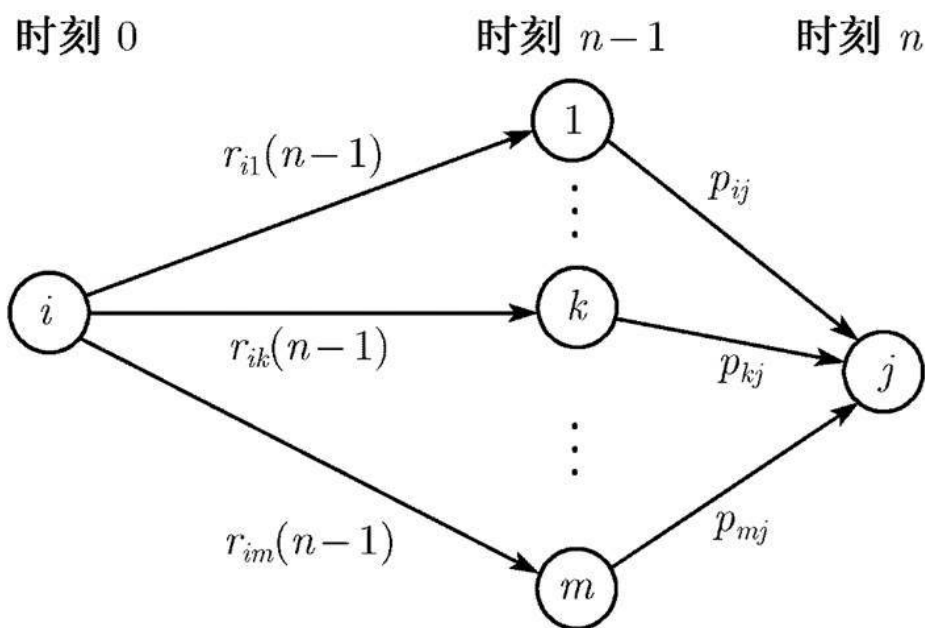 时刻 0 时刻 n−1 时刻 n
1
r_{i1}(n−1)
p_{ij}
i
k
r_{ik}(n−1)
p_{kj}
j
r_{im}(n−1)
p_{mj}
m